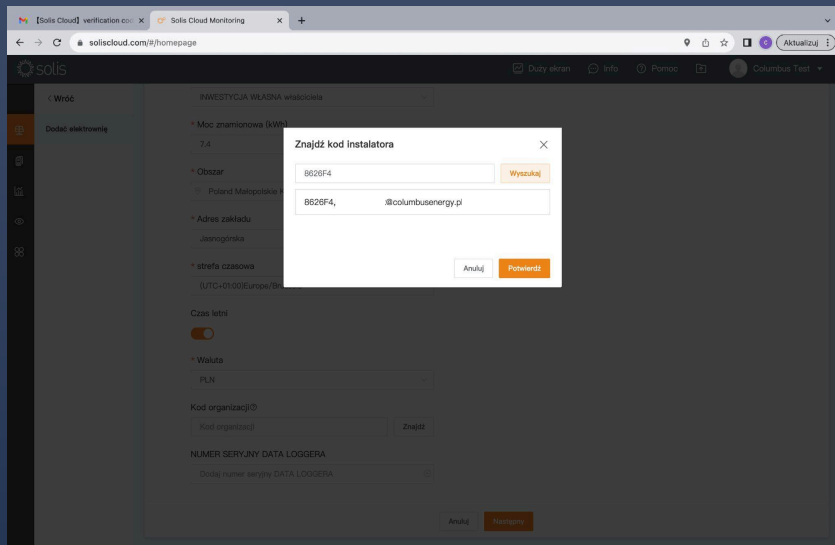 【Solis Cloud】verification cod
Solis Cloud Monitoring
soliscloud.com/#/homepage
Aktualizuj
solis
Duży ekran
Info
Pomoc
Columbus Test
< Wróć
Dodać elektrownię
INWESTYCJA WŁASNA właściciela
* Moc znamionowa (kWh)
7.4
* Obszar
Poland Małopolskie K
* Adres zakładu
Jasnogórska
* strefa czasowa
(UTC+01:00)Europe/Br
Czas letni
* Waluta
PLN
Kod organizacji
Kod organizacji
Znajdź
NUMER SERYJNY DATA LOGGERA
Dodaj numer seryjny DATA LOGGERA
Anuluj
Następny
Znajdź kod instalatora
8626F4
Wyszukaj
8626F4, @columbusenergy.pl
Anuluj
Potwierdź